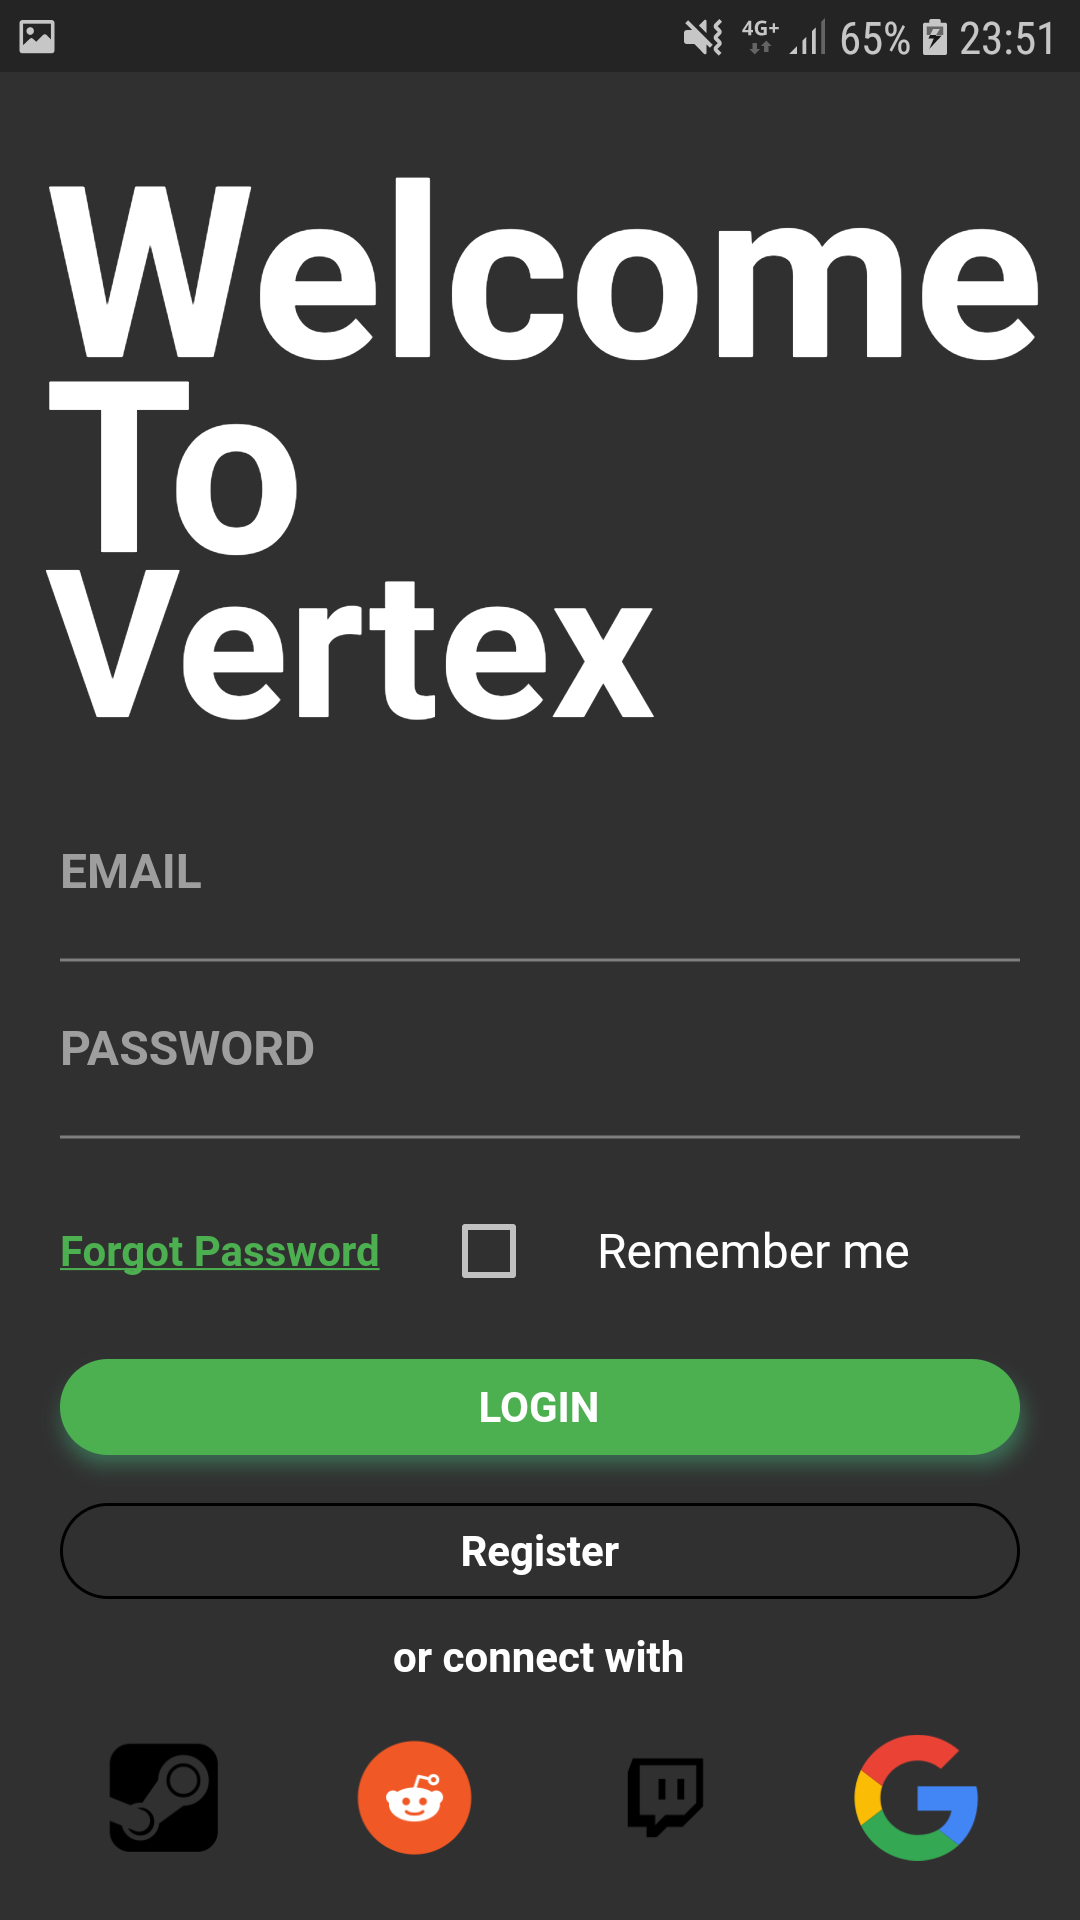 4G+ 65% 23:51
Welcome
To
Vertex
EMAIL
PASSWORD
Forgot Password Remember me
LOGIN
Register
or connect with